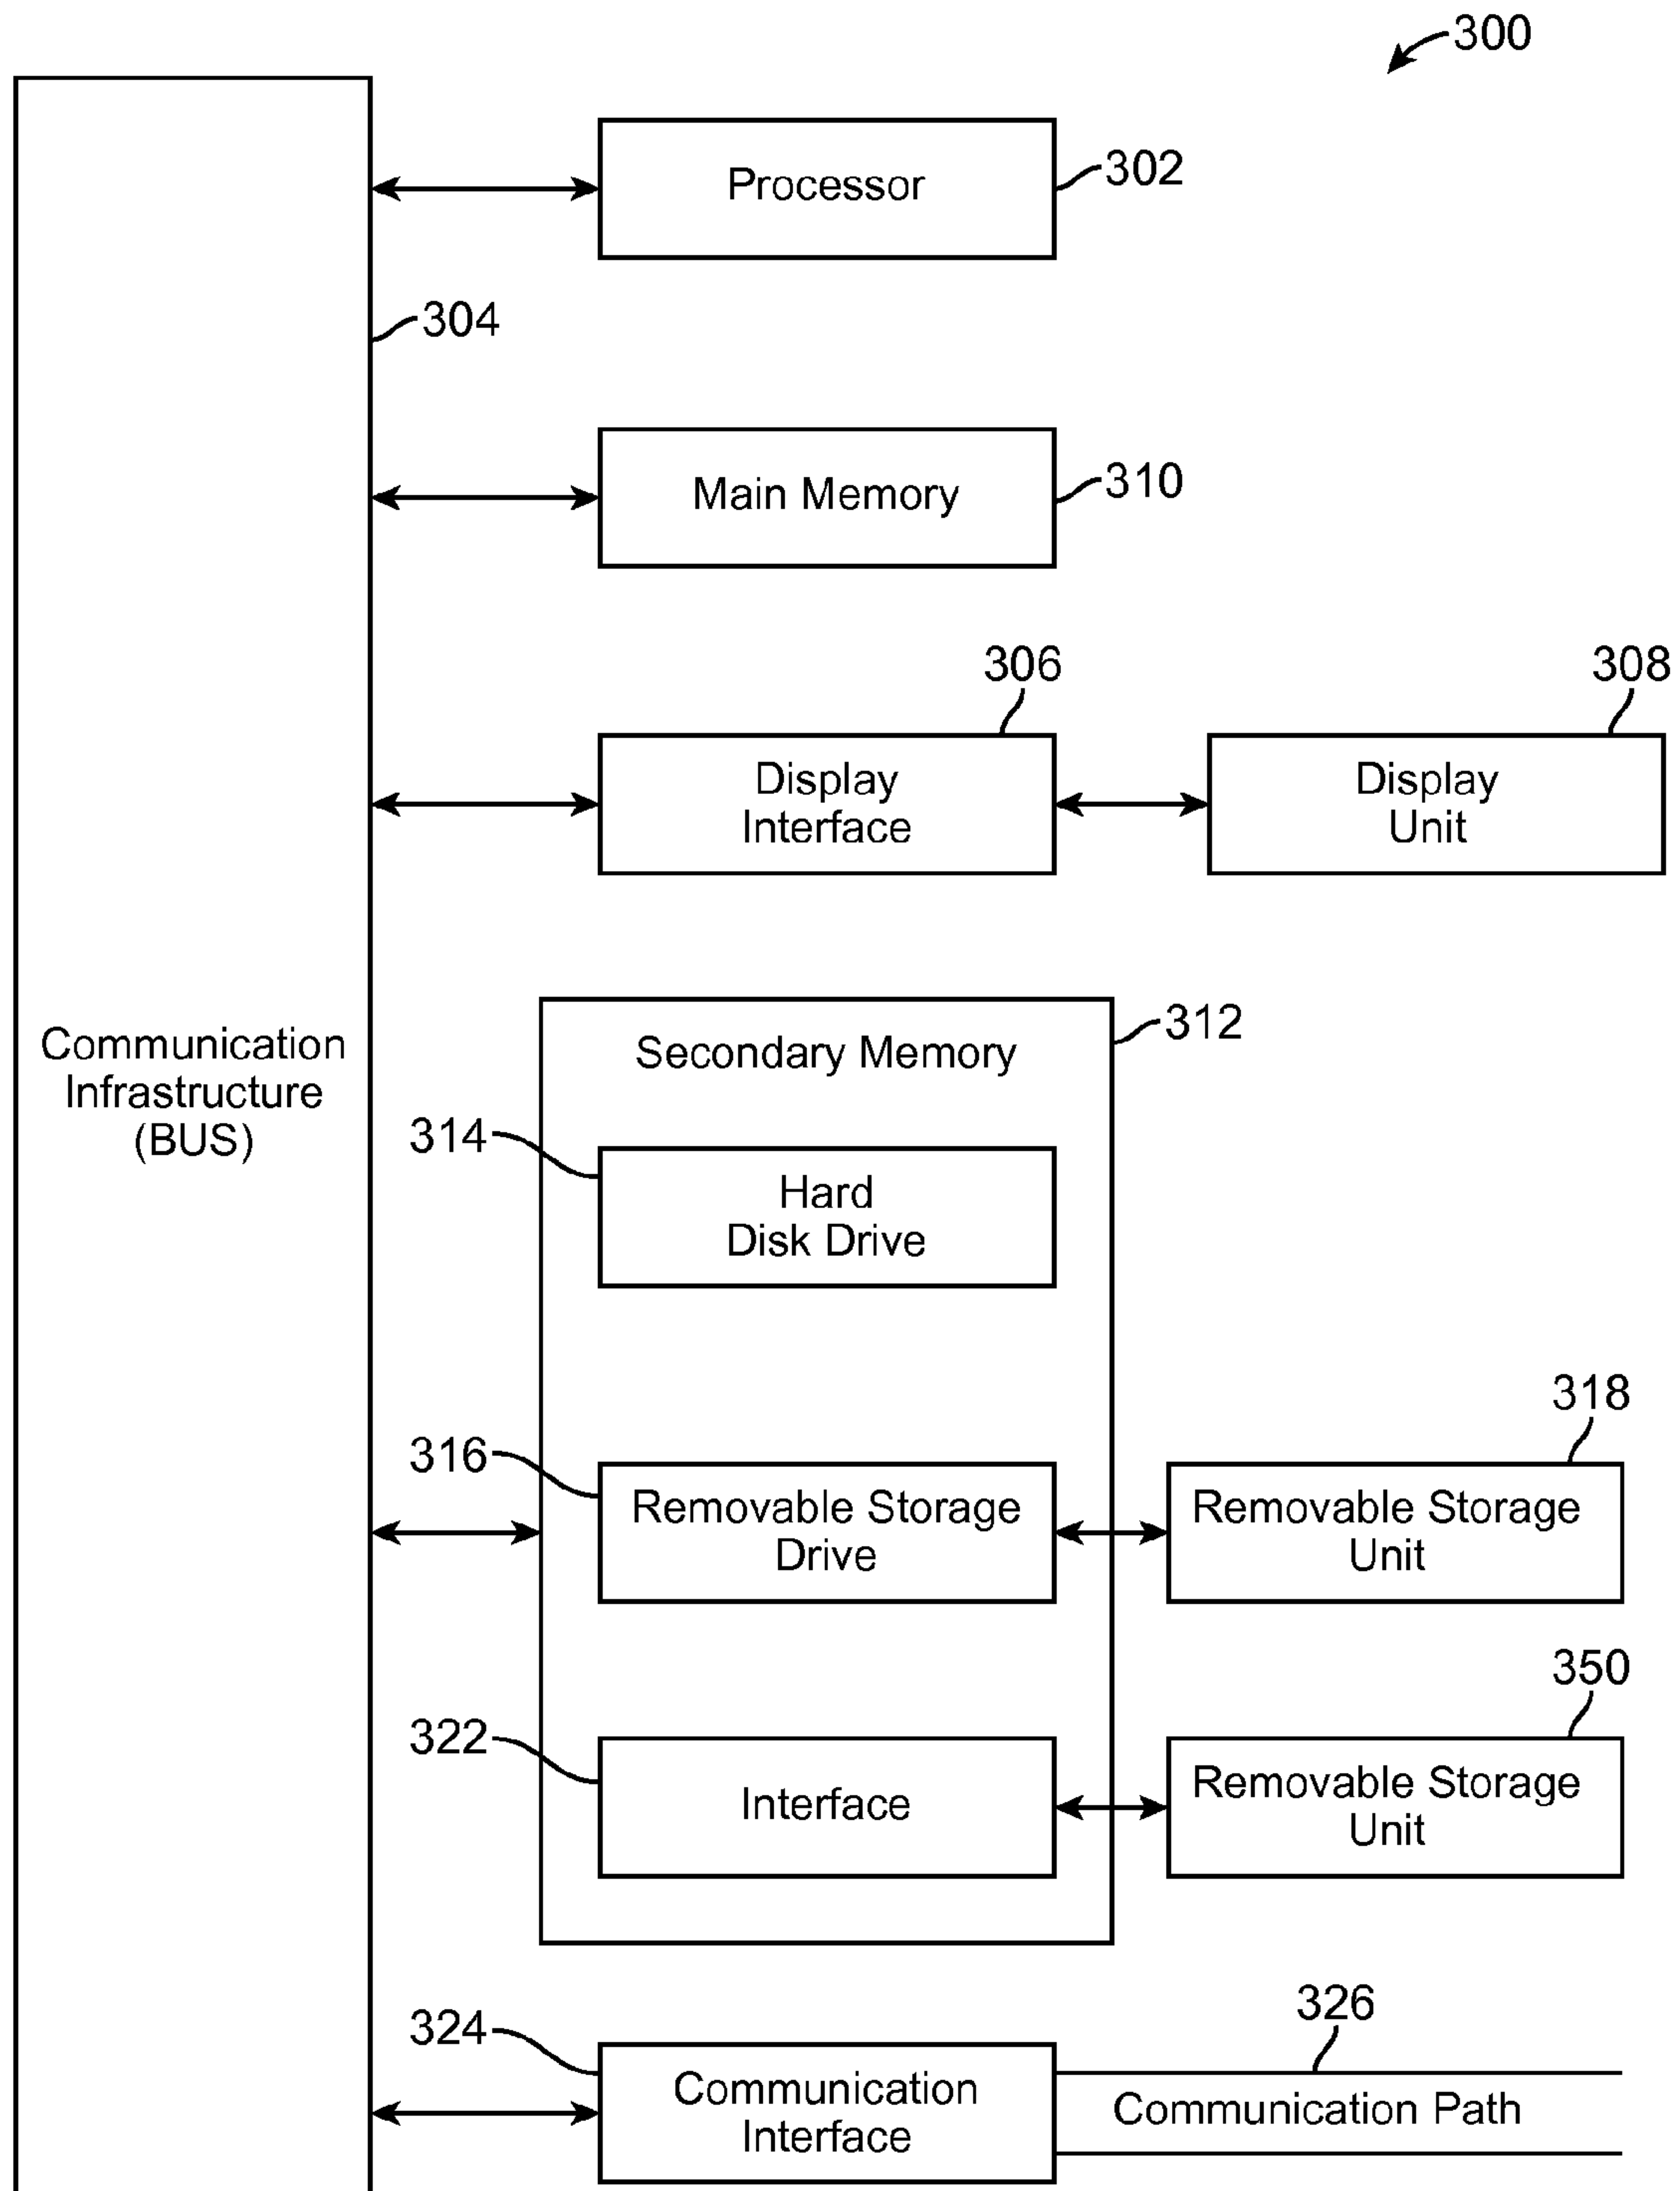 300
Processor
302
304
Main Memory
310
306
308
Display
Interface
Display
Unit
Communication
Infrastructure
(BUS)
312
Secondary Memory
314
Hard
Disk Drive
318
316
Removable Storage
Drive
Removable Storage
Unit
350
322
Interface
Removable Storage
Unit
326
324
Communication
Interface
Communication Path